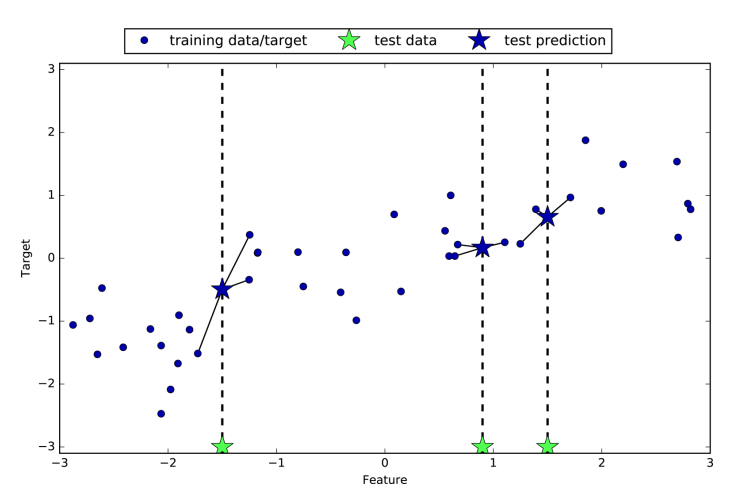 training data/target test data test prediction
3
2
1
0
−1
−2
−3
Target
−3 −2 −1 0 1 2 3
Feature